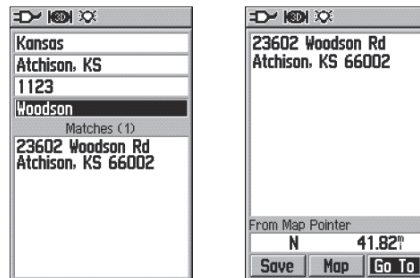 Kansas
Atchison, KS
1123
Woodson
Matches (1)
23602 Woodson Rd
Atchison, KS 66002
23602 Woodson Rd
Atchison, KS 66002
From Map Pointer
N 41.82mi
Save Map Go To